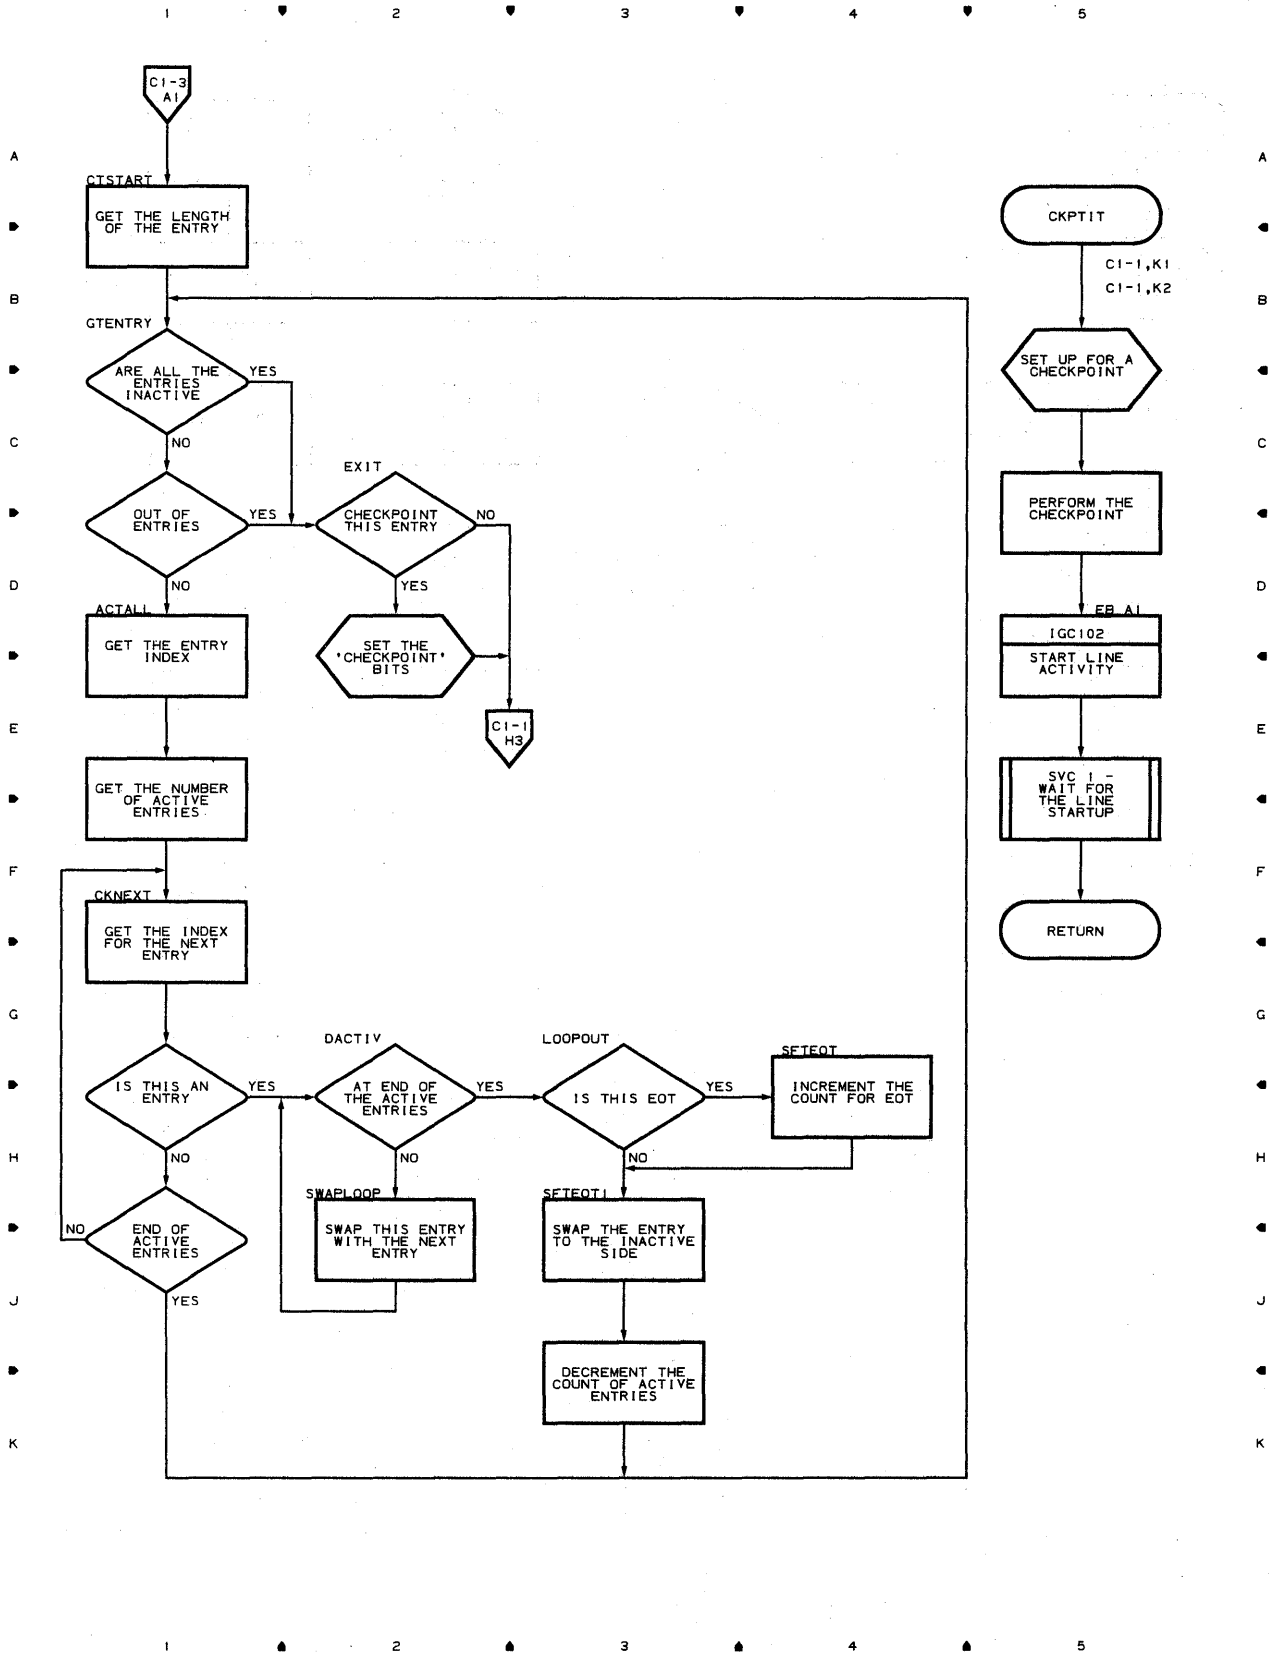 1 2 3 4 5
C1-3
A1
A A
CTSTART
GET THE LENGTH
OF THE ENTRY
CKPTIT
C1-1,K1
C1-1,K2
B B
GTENTRY
ARE ALL THE
ENTRIES
INACTIVE
YES
SET UP FOR A
CHECKPOINT
C C
NO
EXIT
OUT OF
ENTRIES
YES
CHECKPOINT
THIS ENTRY
NO
PERFORM THE
CHECKPOINT
D D
NO
YES
ACTALL
GET THE ENTRY
INDEX
SET THE
'CHECKPOINT'
BITS
EB A1
IGC102
START LINE
ACTIVITY
E E
C1-1
H3
GET THE NUMBER
OF ACTIVE
ENTRIES
SVC 1 -
WAIT FOR
THE LINE
STARTUP
F F
CKNEXT
GET THE INDEX
FOR THE NEXT
ENTRY
RETURN
G G
DACTIV
LOOPOUT
SFTEOT
IS THIS AN
ENTRY
YES
AT END OF
THE ACTIVE
ENTRIES
YES
IS THIS EOT
YES
INCREMENT THE
COUNT FOR EOT
H H
NO
NO
NO
SWAPLOOP
SFTEOT1
NO
END OF
ACTIVE
ENTRIES
SWAP THIS ENTRY
WITH THE NEXT
ENTRY
SWAP THE ENTRY
TO THE INACTIVE
SIDE
J J
YES
DECREMENT THE
COUNT OF ACTIVE
ENTRIES
K K
1 2 3 4 5